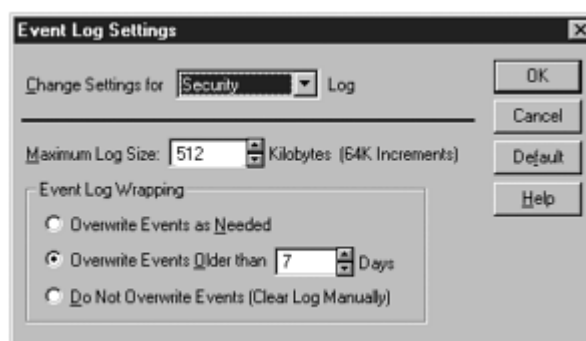 Event Log Settings
Change Settings for Security Log
OK
Cancel
Maximum Log Size: 512 Kilobytes (64K Increments)
Default
Event Log Wrapping
Help
Overwrite Events as Needed
Overwrite Events Older than 7 Days
Do Not Overwrite Events (Clear Log Manually)